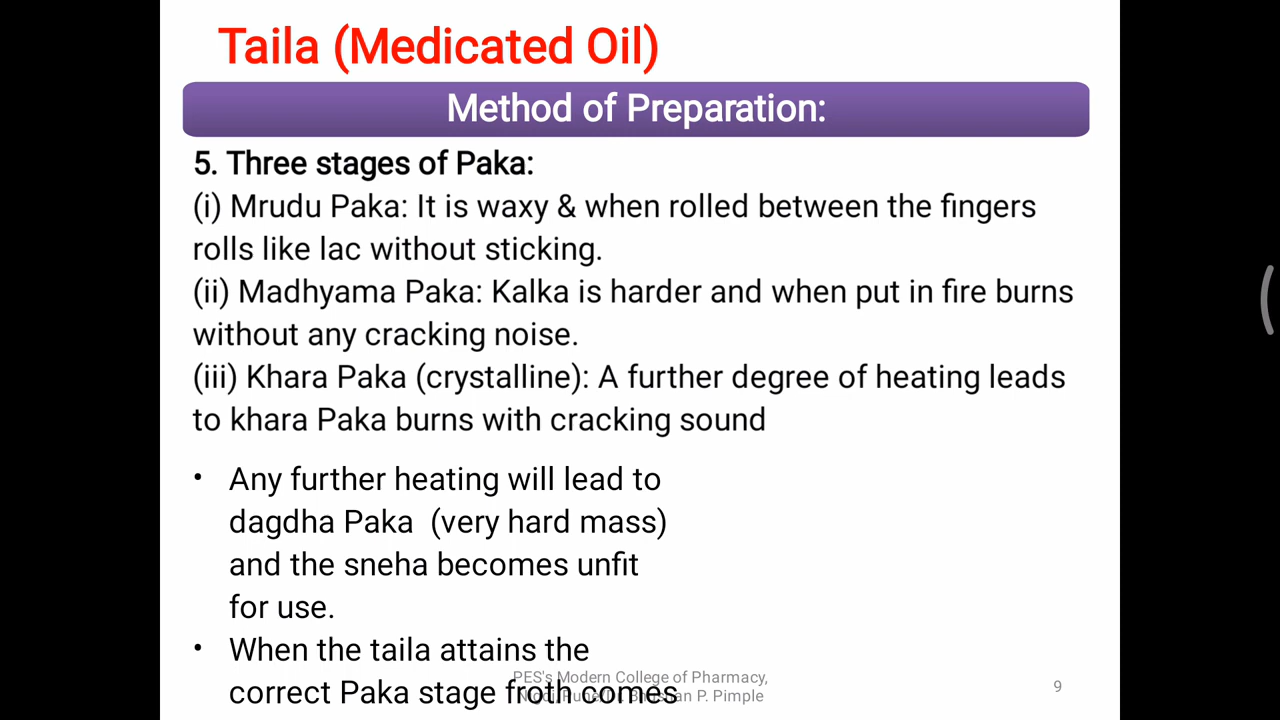 Taila (Medicated Oil)
Method of Preparation:
5. Three stages of Paka:
(i) Mrudu Paka: It is waxy & when rolled between the fingers
rolls like lac without sticking.
(ii) Madhyama Paka: Kalka is harder and when put in fire burns
without any cracking noise.
(iii) Khara Paka (crystalline): A further degree of heating leads
to khara Paka burns with cracking sound
• Any further heating will lead to
dagdha Paka (very hard mass)
and the sneha becomes unfit
for use.
• When the taila attains the
correct Paka stage froth comes
PES's Modern College of Pharmacy,
P. Pimple
9